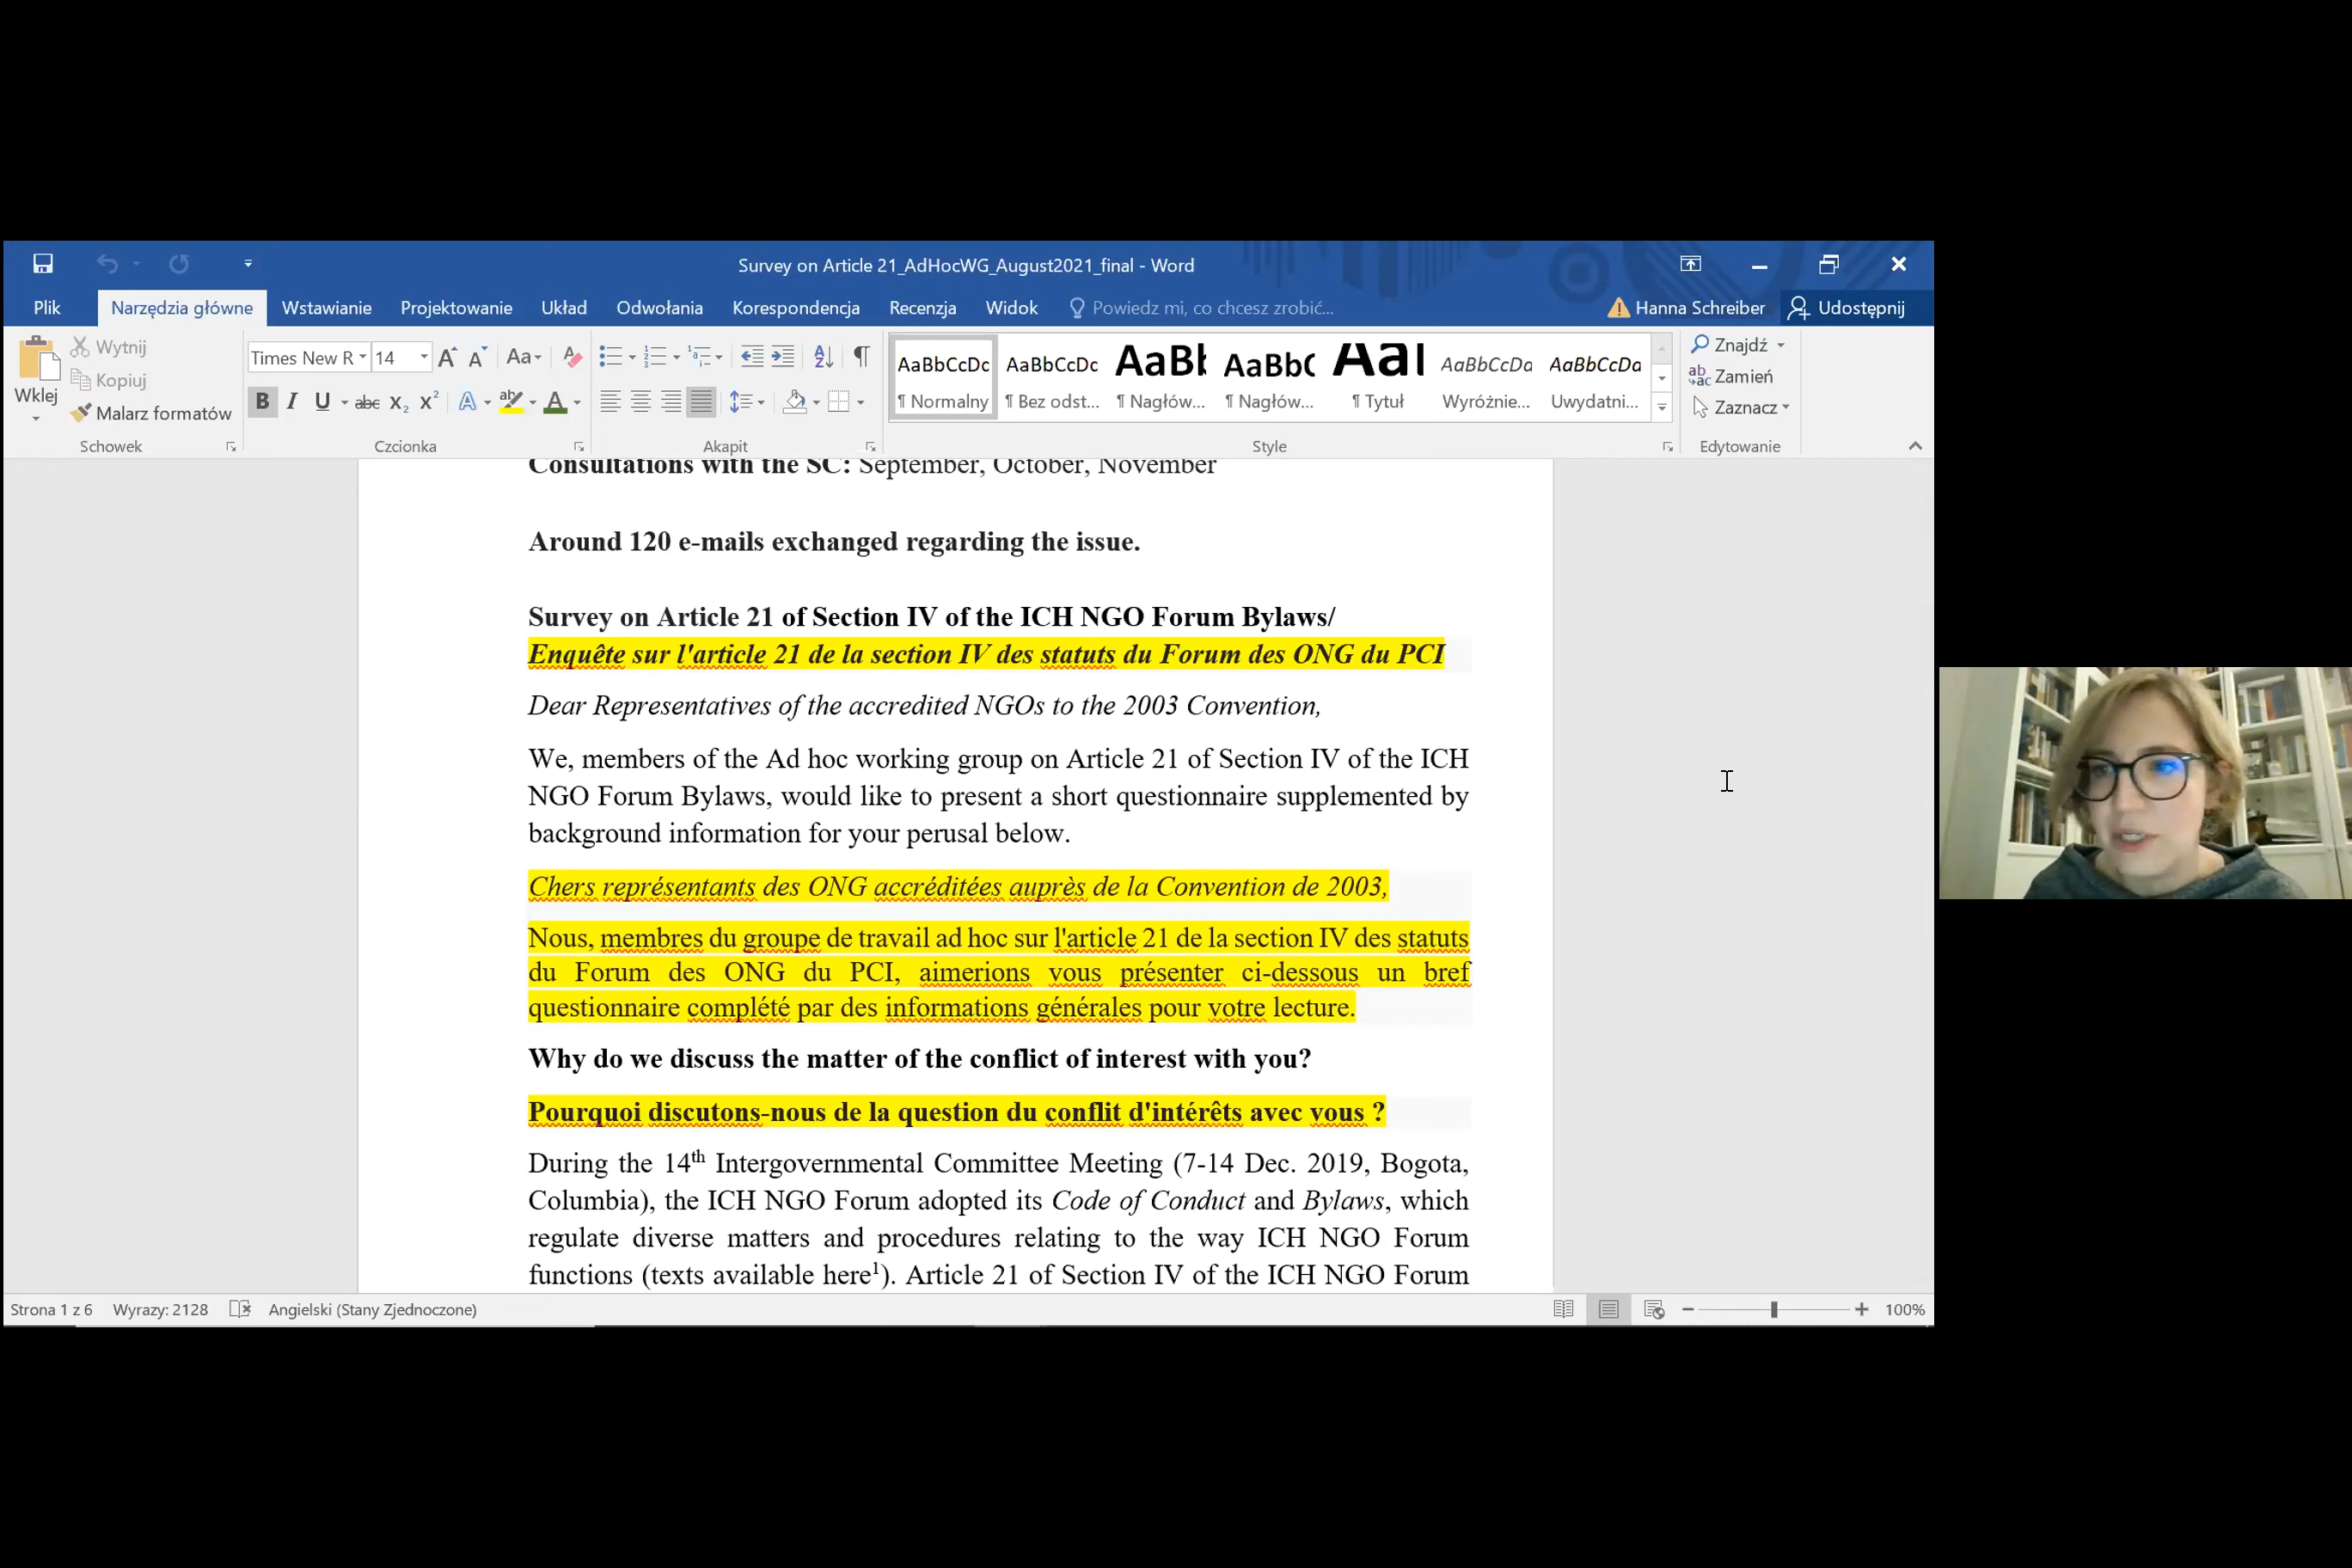 Survey on Article 21_AdHocWG_August2021_final - Word
Plik Narzędzia główne Wstawianie Projektowanie Układ Odwołania Korespondencja Recenzja Widok Powiedz mi, co chcesz zrobić... Hanna Schreiber Udostępnij
Wklej
Wytnij
Kopiuj
Malarz formatów
Schowek
Times New R 14
Czcionka
Akapit
AaBbCcDc AaBbCcDc AaBb AaBbC AaI AaBbCcDa AaBbCcDa
¶ Normalny ¶ Bez odst... ¶ Nagłów... ¶ Nagłów... ¶ Tytuł Wyróżnie... Uwydatni...
Style
Znajdź
Zamień
Zaznacz
Edytowanie
Consultations with the SC: September, October, November
Around 120 e-mails exchanged regarding the issue.
Survey on Article 21 of Section IV of the ICH NGO Forum Bylaws/
Enquête sur l'article 21 de la section IV des statuts du Forum des ONG du PCI
Dear Representatives of the accredited NGOs to the 2003 Convention,
We, members of the Ad hoc working group on Article 21 of Section IV of the ICH
NGO Forum Bylaws, would like to present a short questionnaire supplemented by
background information for your perusal below.
Chers représentants des ONG accréditées auprès de la Convention de 2003,
Nous, membres du groupe de travail ad hoc sur l'article 21 de la section IV des statuts
du Forum des ONG du PCI, aimerions vous présenter ci-dessous un bref
questionnaire complété par des informations générales pour votre lecture.
Why do we discuss the matter of the conflict of interest with you?
Pourquoi discutons-nous de la question du conflit d'intérêts avec vous ?
During the 14th Intergovernmental Committee Meeting (7-14 Dec. 2019, Bogota,
Columbia), the ICH NGO Forum adopted its Code of Conduct and Bylaws, which
regulate diverse matters and procedures relating to the way ICH NGO Forum
functions (texts available here1). Article 21 of Section IV of the ICH NGO Forum
Strona 1 z 6 Wyrazy: 2128 Angielski (Stany Zjednoczone) 100%